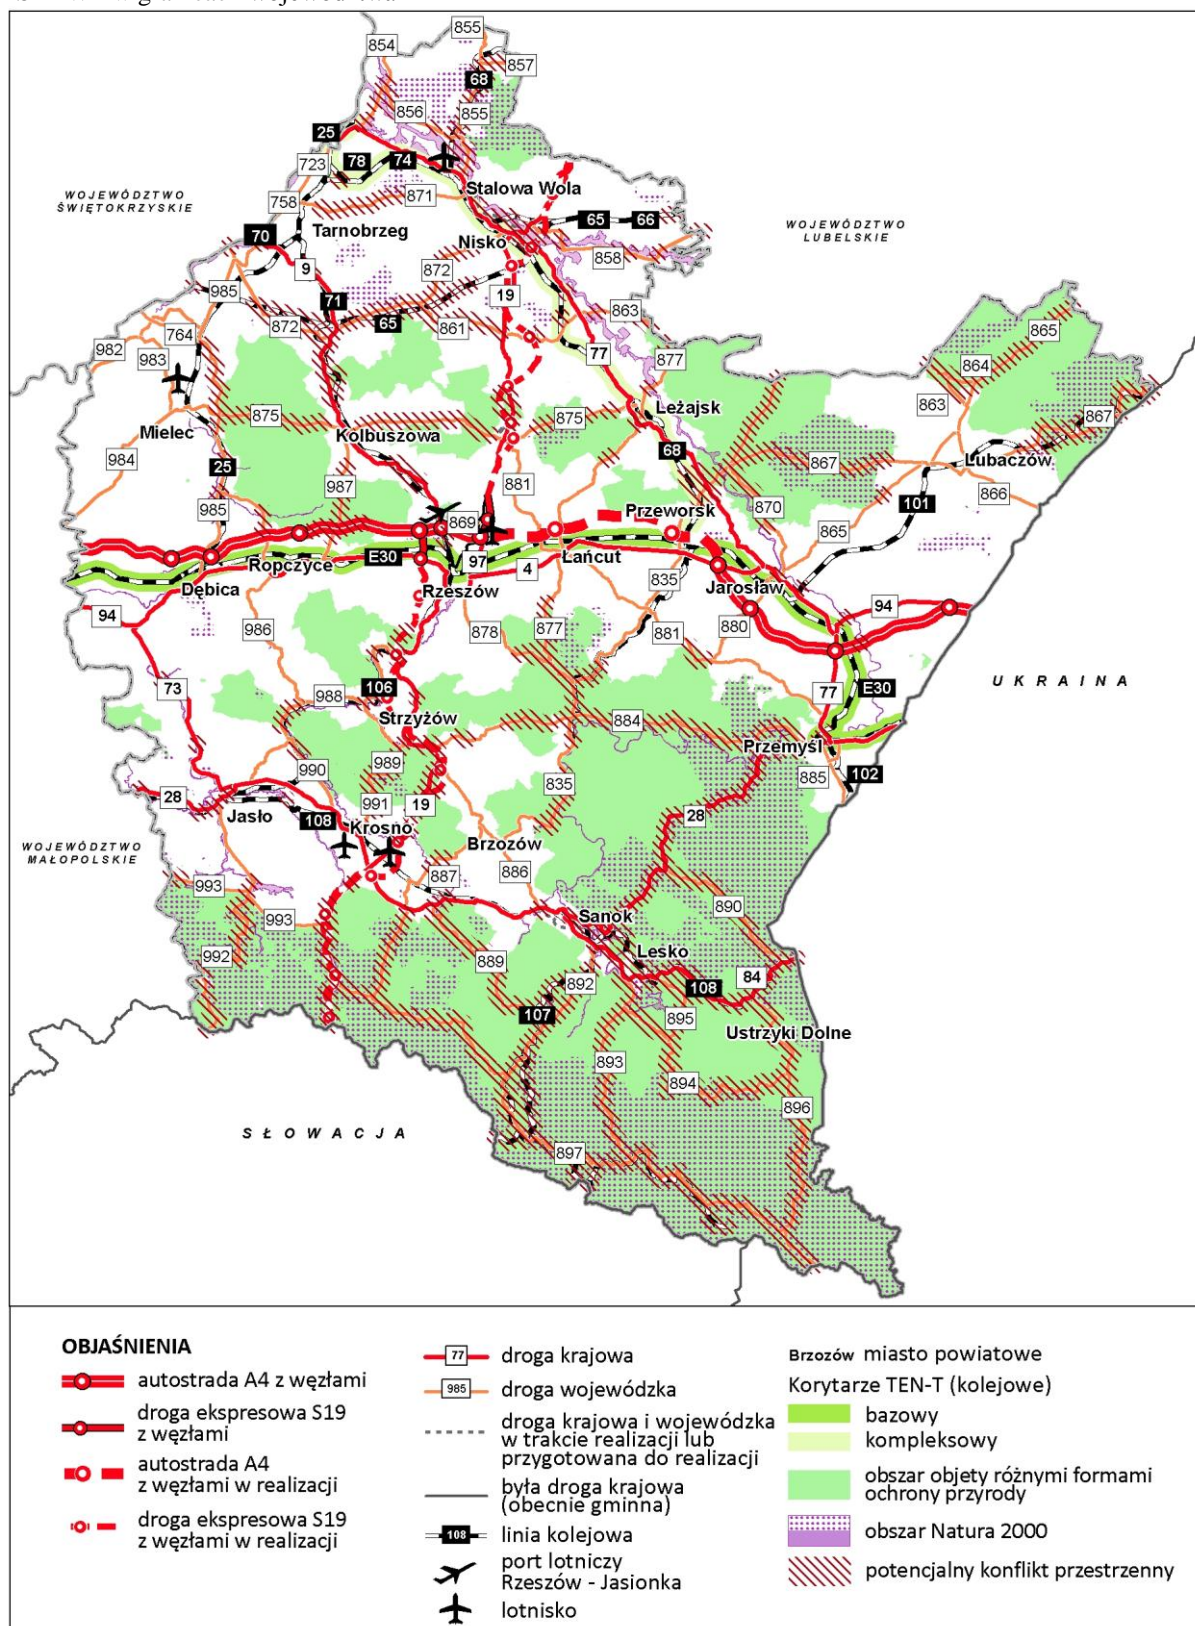 855
854
857
68
856
855
25
78
74
723
WOJEWÓDZTWO
ŚWIĘTOKRZYSKIE
758
871
Stalowa Wola
65
66
WOJEWÓDZTWO
LUBELSKIE
70
Tarnobrzeg
Nisko
858
9
872
985
71
19
872
65
861
863
865
764
982
983
77
877
864
863
875
Leżajsk
875
867
Mielec
Kolbuszowa
984
68
867
Lubaczów
25
987
881
866
101
985
869
Przeworsk
870
865
E30
97
4
Łańcut
Ropczyce
Dębica
Rzeszów
835
Jarosław
94
94
986
878
877
881
880
73
106
988
77
E30
UKRAINA
Strzyżów
884
Przemyśl
989
990
835
885
102
28
991
19
28
Jasło
108
Krosno
Brzozów
WOJEWÓDZTWO
MAŁOPOLSKIE
887
886
993
993
890
Sanok
992
889
Lesko
892
84
108
107
895
Ustrzyki Dolne
893
894
896
SŁOWACJA
897
OBJAŚNIENIA
autostrada A4 z węzłami
droga ekspresowa S19
z węzłami
autostrada A4
z węzłami w realizacji
droga ekspresowa S19
z węzłami w realizacji
77 droga krajowa
985 droga wojewódzka
droga krajowa i wojewódzka
w trakcie realizacji lub
przygotowana do realizacji
była droga krajowa
(obecnie gminna)
108 linia kolejowa
port lotniczy
Rzeszów - Jasionka
lotnisko
Brzozów miasto powiatowe
Korytarze TEN-T (kolejowe)
bazowy
kompleksowy
obszar objęty różnymi formami
ochrony przyrody
obszar Natura 2000
potencjalny konflikt przestrzenny